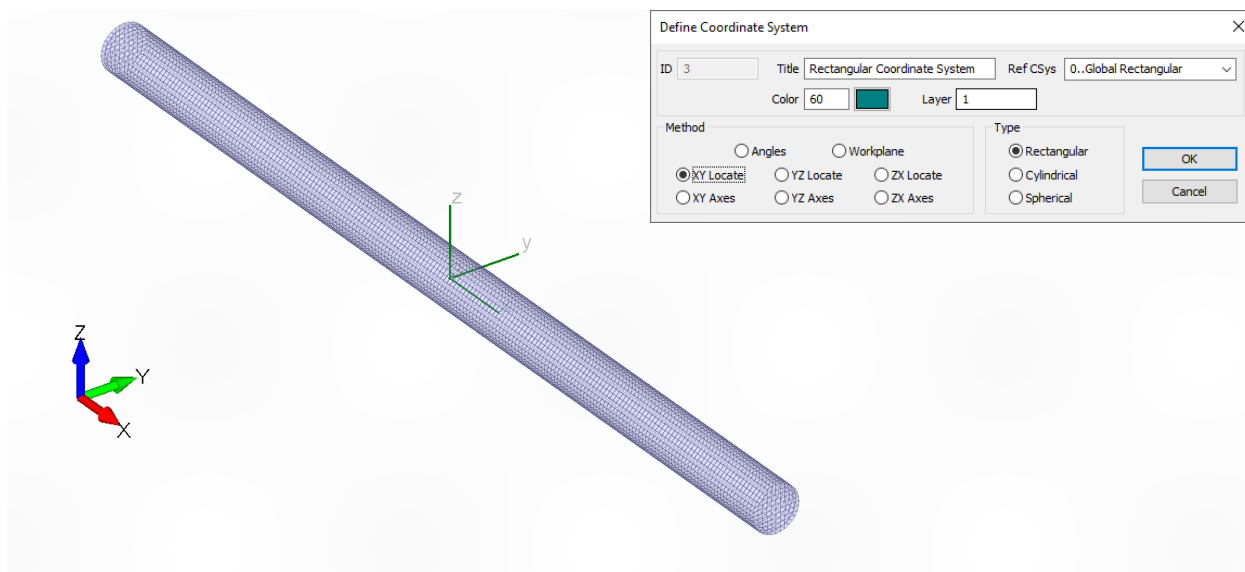 Define Coordinate System
ID 3 Title Rectangular Coordinate System Ref CSys 0..Global Rectangular
Color 60 Layer 1
Method Type
Angles Workplane Rectangular
OK
XY Locate YZ Locate ZX Locate Cylindrical
XY Axes YZ Axes ZX Axes Spherical
Cancel
z
y
Z
Y
X